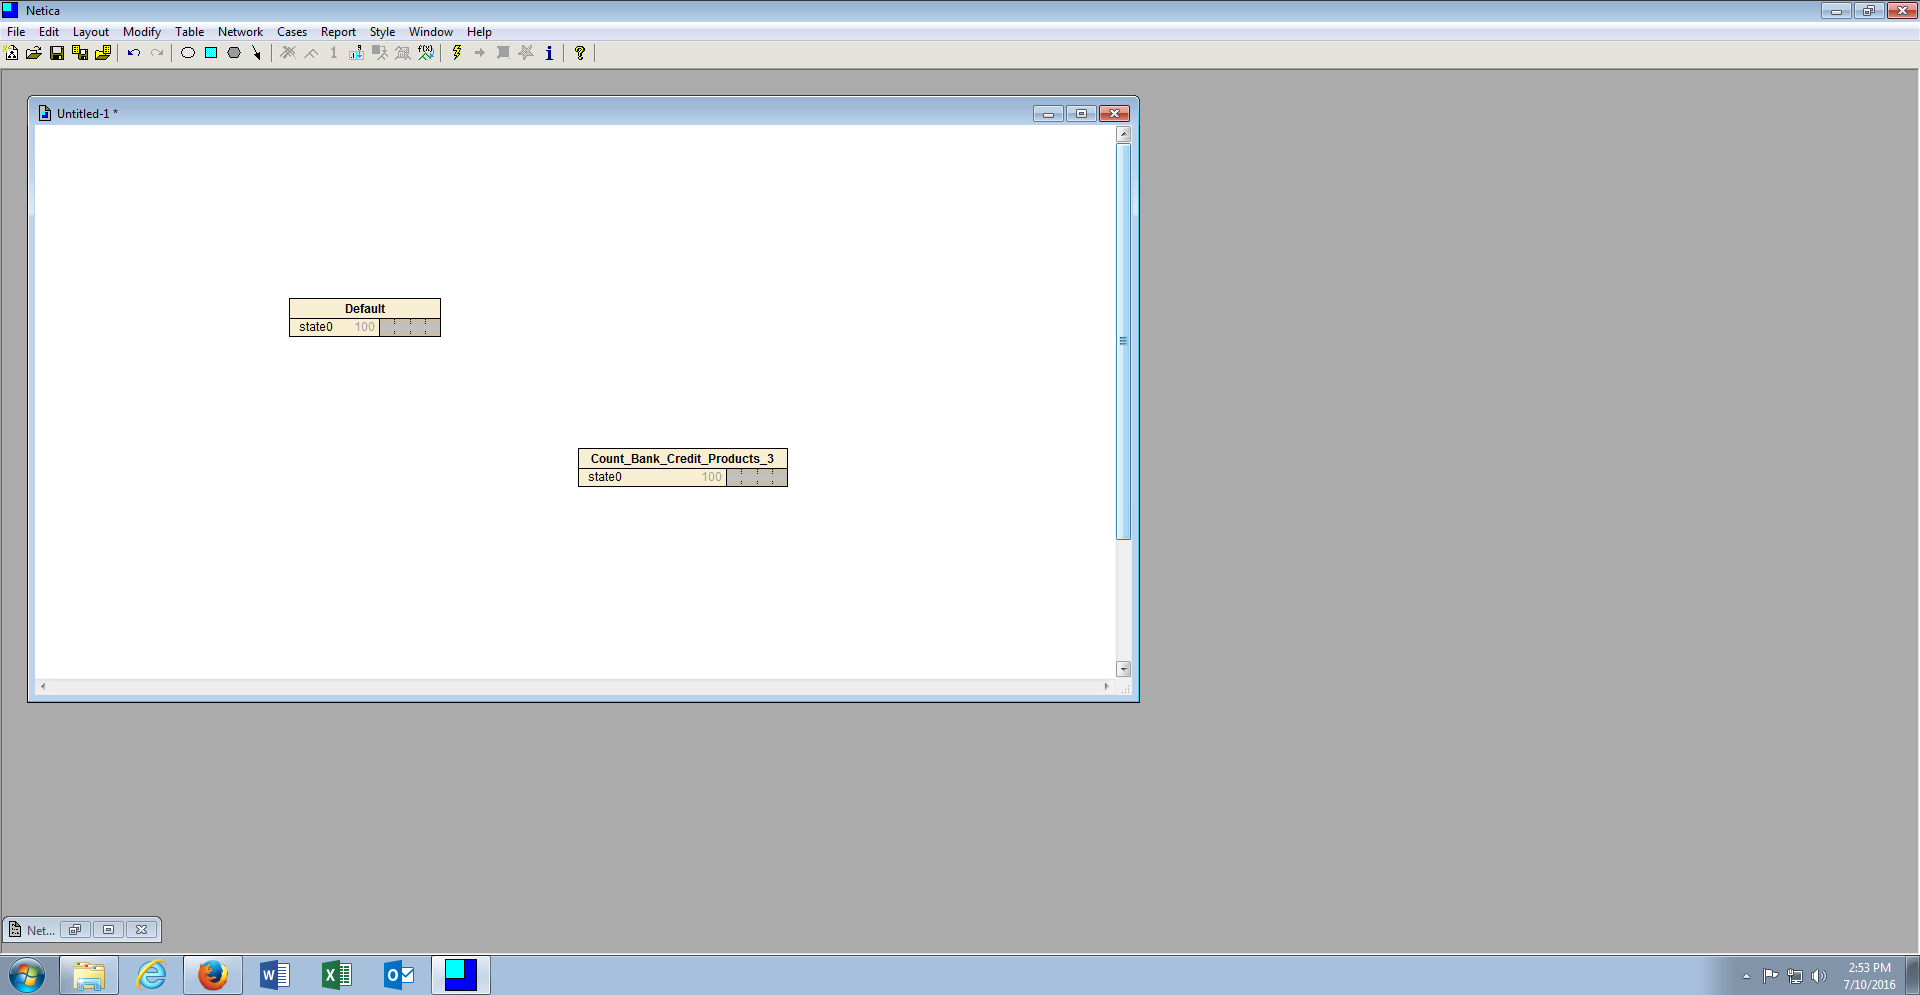 Netica
File Edit Layout Modify Table Network Cases Report Style Window Help
1 f(x) i ?
Untitled-1 *
Default
state0 100
Count_Bank_Credit_Products_3
state0 100
Net...
2:53 PM
7/10/2016